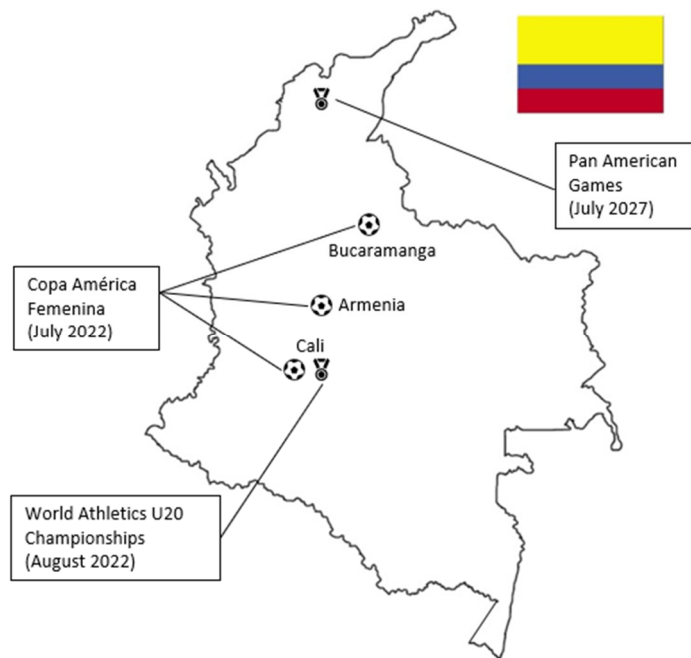 Pan American
Games
(July 2027)
Bucaramanga
Copa América
Femenina
(July 2022)
Armenia
Cali
World Athletics U20
Championships
(August 2022)